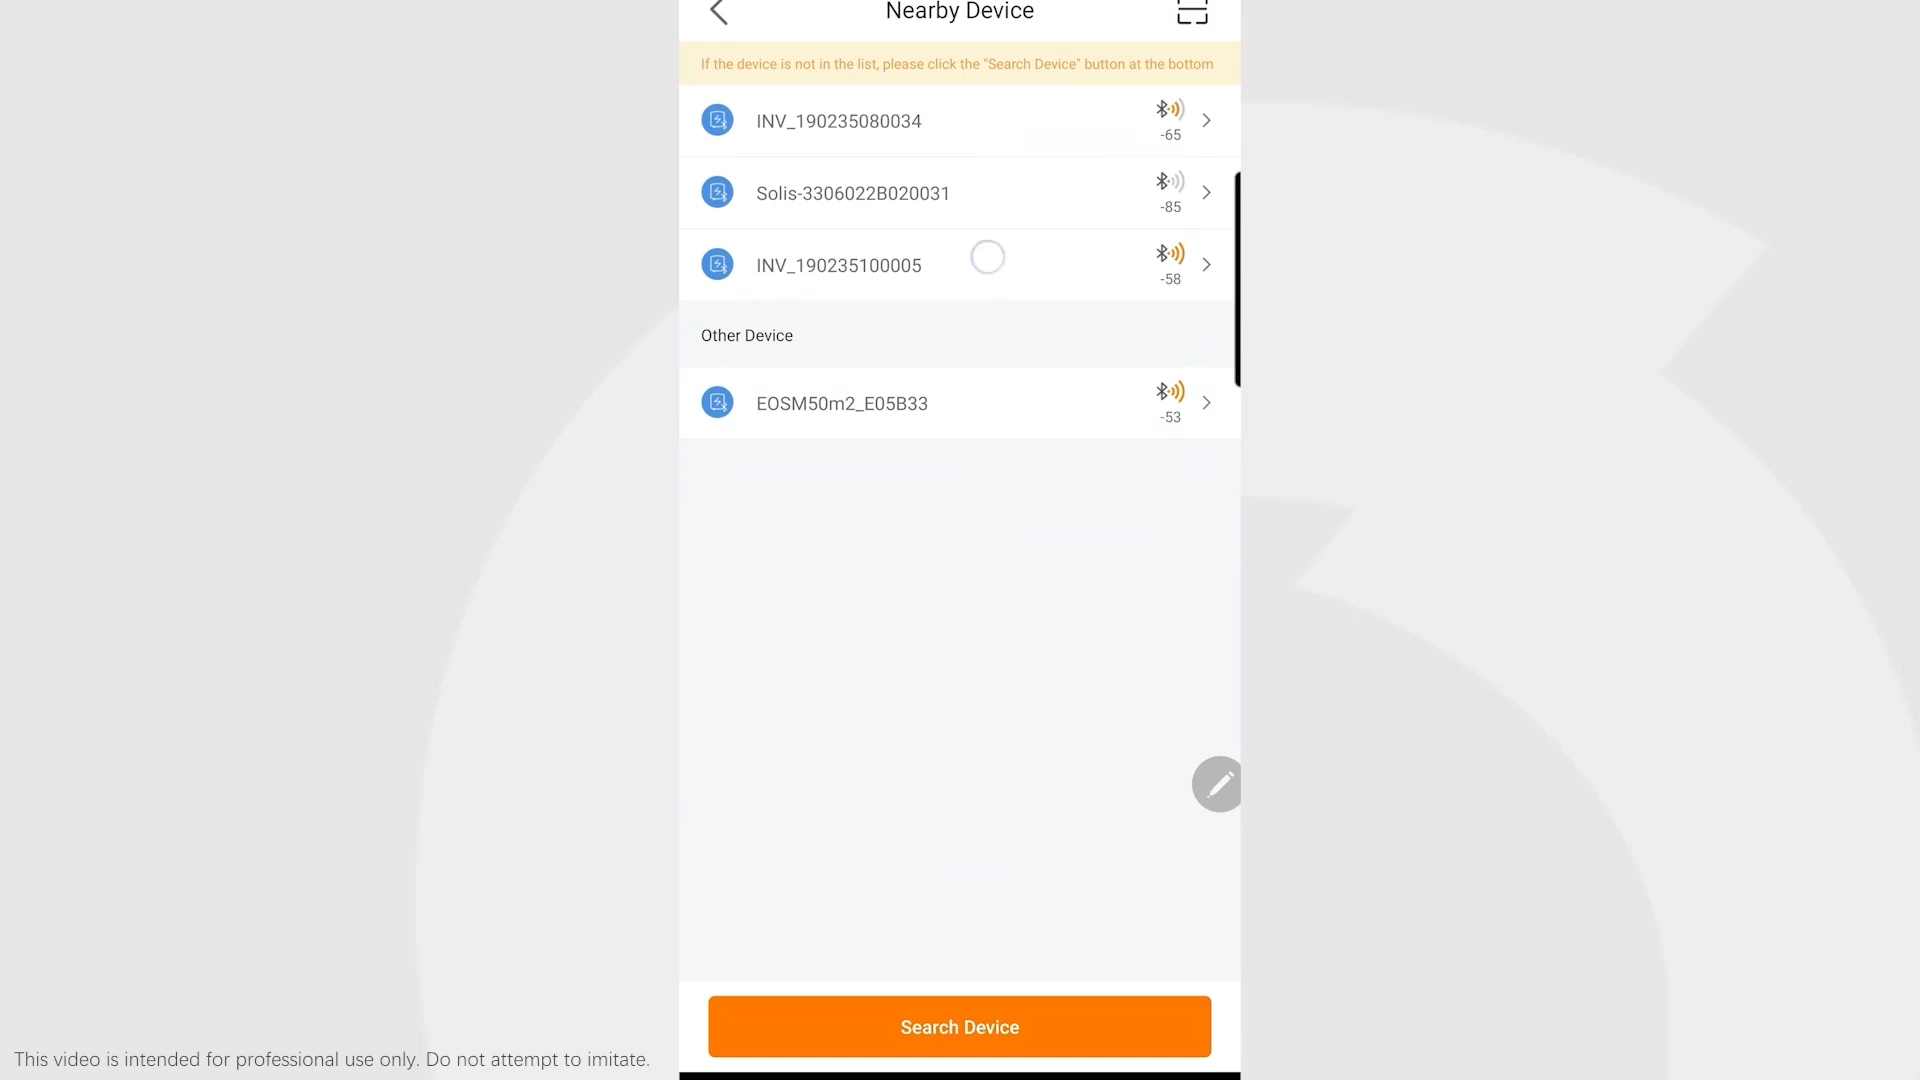 Nearby Device
If the device is not in the list, please click the "Search Device" button at the bottom
INV_190235080034
-65
Solis-3306022B020031
-85
INV_190235100005
-58
Other Device
EOSM50m2_E05B33
-53
Search Device
This video is intended for professional use only. Do not attempt to imitate.